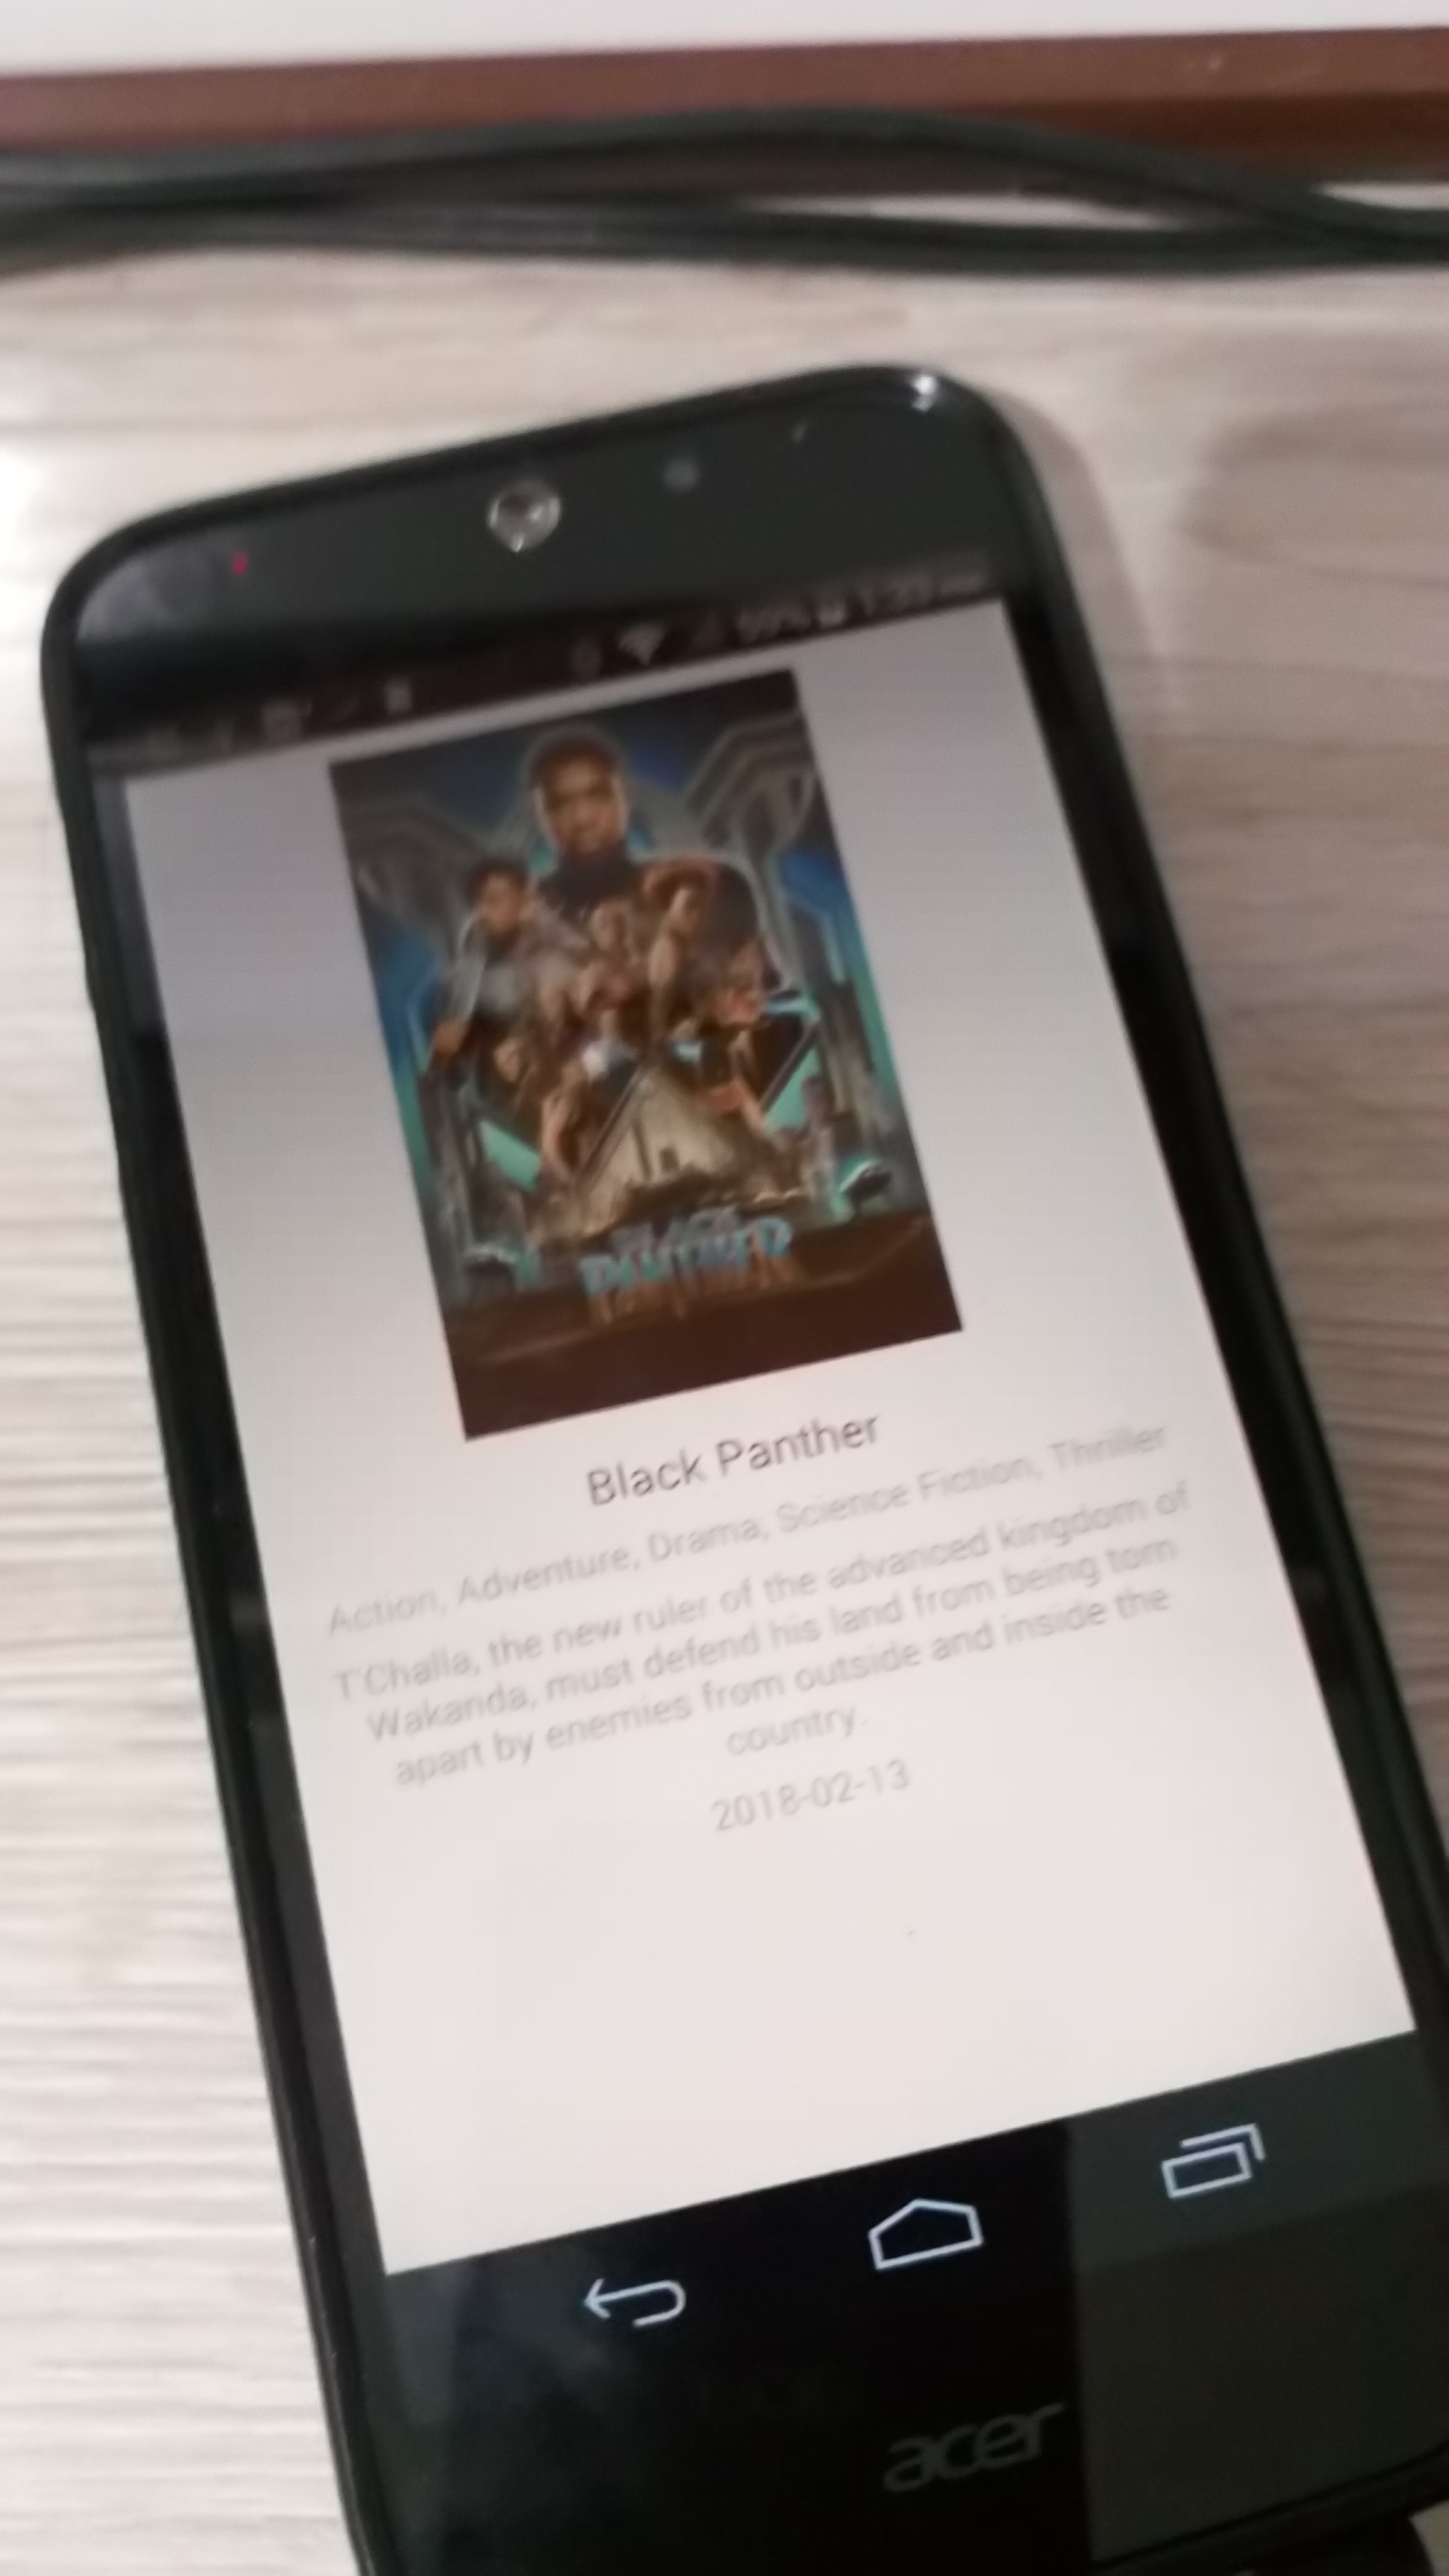 BLACK
PANTHER
Black Panther
Action, Adventure, Drama, Science Fiction, Thriller
T'Challa, the new ruler of the advanced kingdom of
Wakanda, must defend his land from being torn
apart by enemies from outside and inside the
country.
2018-02-13
acer